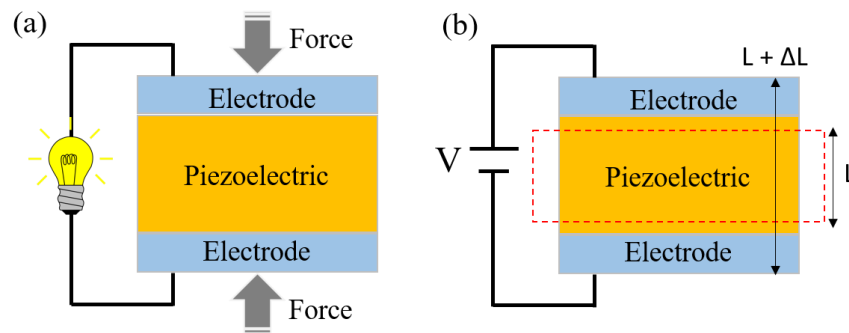 (a)
Force
Electrode
Piezoelectric
Electrode
Force
(b)
L + ΔL
Electrode
V
Piezoelectric
L
Electrode